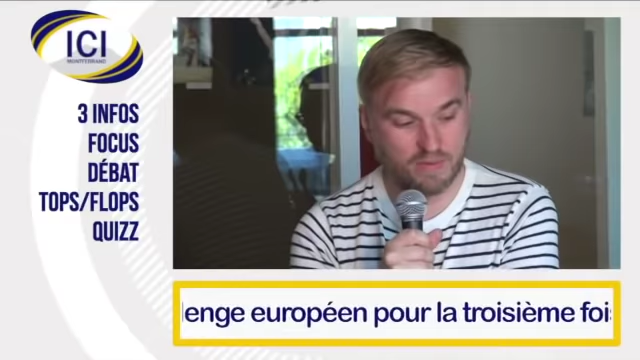 ICI
MONTFERRAND
3 INFOS
FOCUS
DÉBAT
TOPS/FLOPS
QUIZZ
lenge européen pour la troisième fois